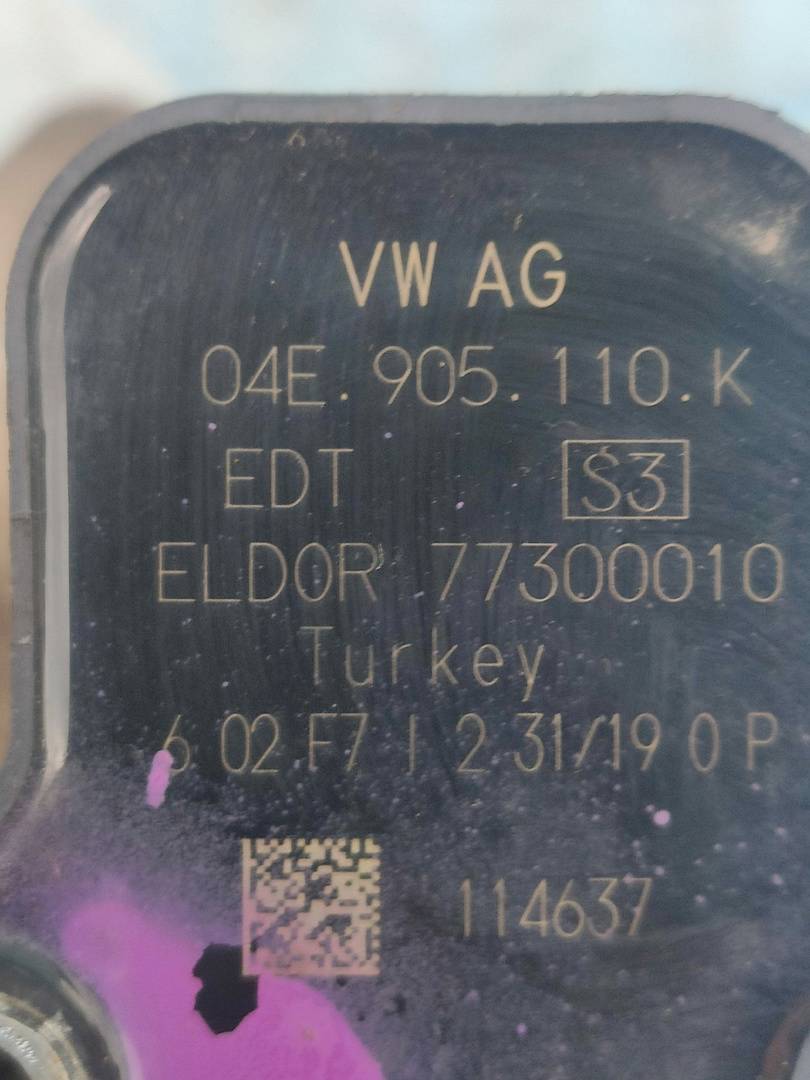 VW AG
04E.905.110.K
EDT S3
ELDOR 77300010
Turkey
6 02 F7 1 2 31/19 0 P
114637